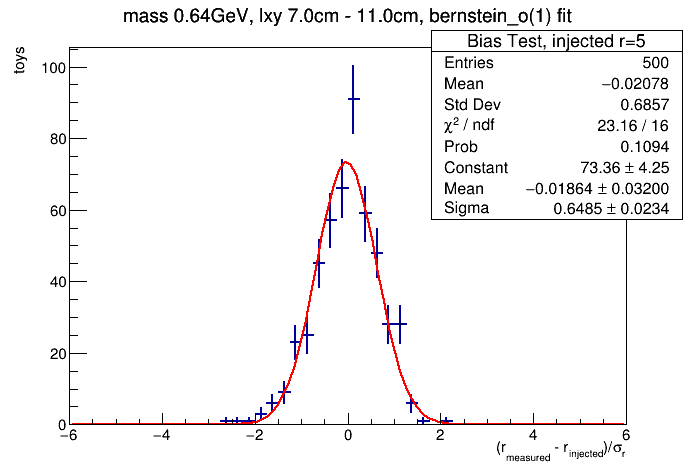 mass 0.64GeV, lxy 7.0cm - 11.0cm, bernstein_o(1) fit
toys
Bias Test, injected r=5
Entries 500
Mean −0.02078
Std Dev 0.6857
χ² / ndf 23.16 / 16
Prob 0.1094
Constant 73.36 ± 4.25
Mean −0.01864 ± 0.03200
Sigma 0.6485 ± 0.0234
100
80
60
40
20
0
−6 −4 −2 0 2 4 6
(r_measured - r_injected)/σ_r